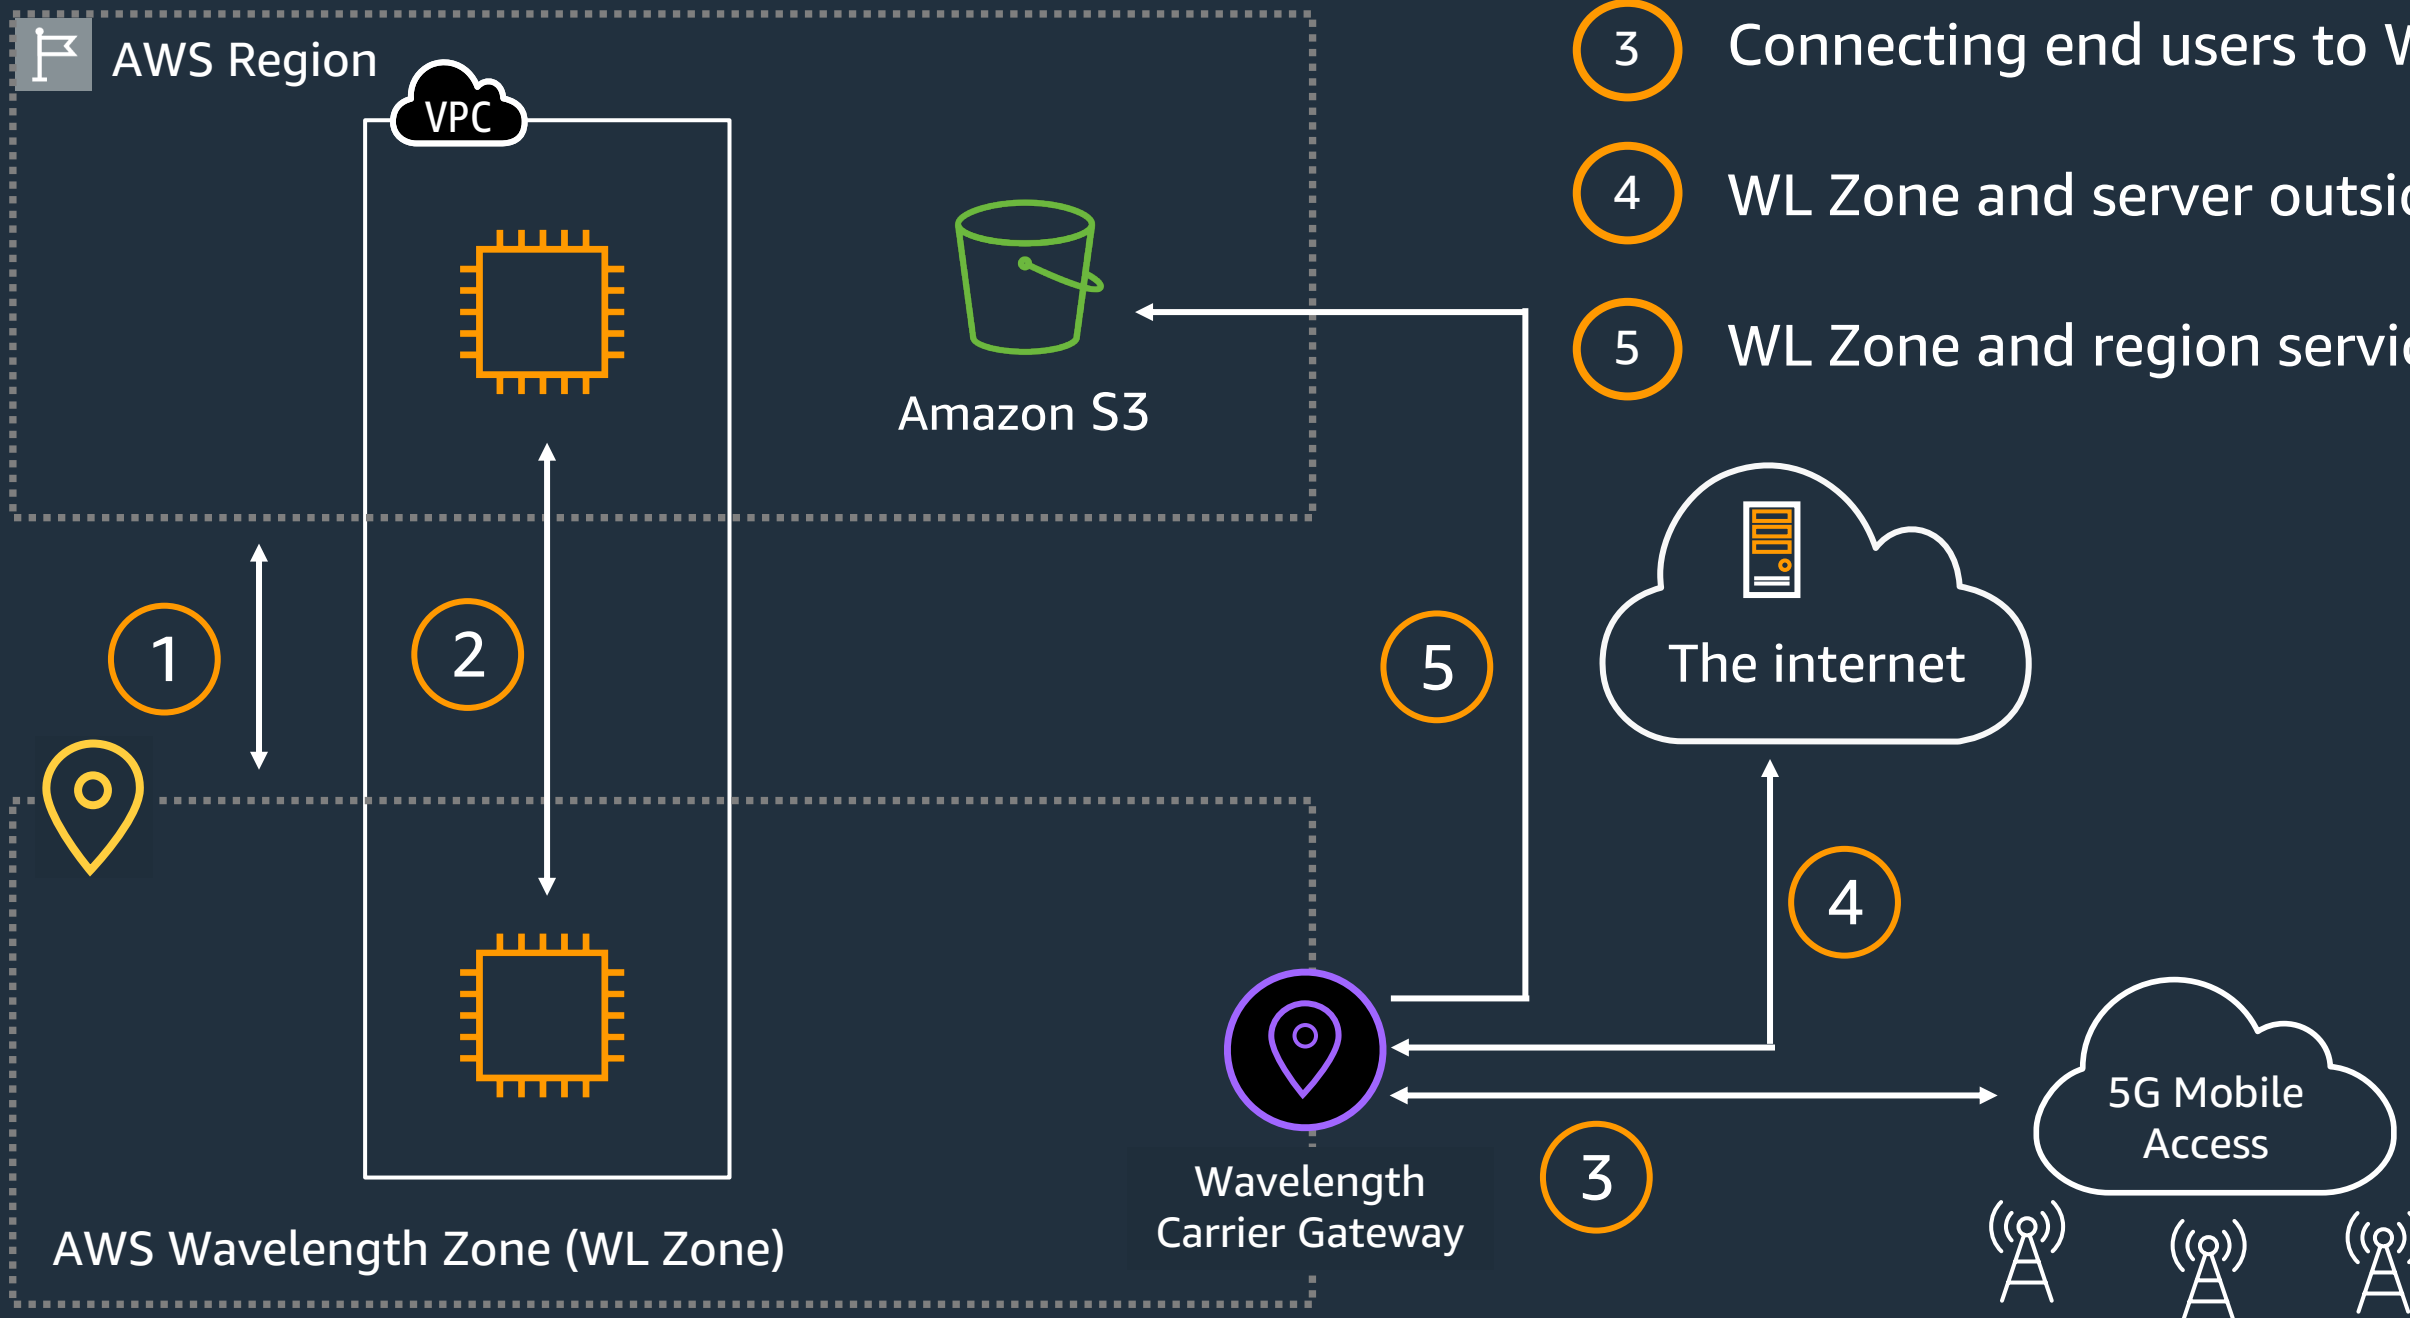 AWS Region
VPC
Amazon S3
3
Connecting end users to
4
WL Zone and server
5
WL Zone and region
1
2
5
The internet
4
5G Mobile
Access
3
Wavelength
Carrier Gateway
AWS Wavelength Zone (WL Zone)